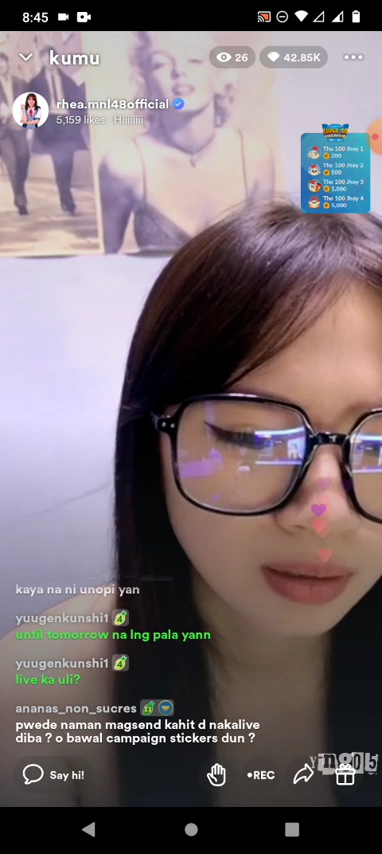 8:45
kumu
26
42.85K
rhea.mnl48official
5,159 likes · Hiiiiiii
The 100 Jhay 1
200
The 100 Jhay 2
500
The 100 Jhay 3
1,000
The 100 Jhay 4
5,000
kaya na ni unopi yan
yuugenkunshi1 4
until tomorrow na lng pala yann
yuugenkunshi1 4
live ka uli?
ananas_non_sucres
pwede naman magsend kahit d nakalive
diba ? o bawal campaign stickers dun ?
Say hi!
•REC